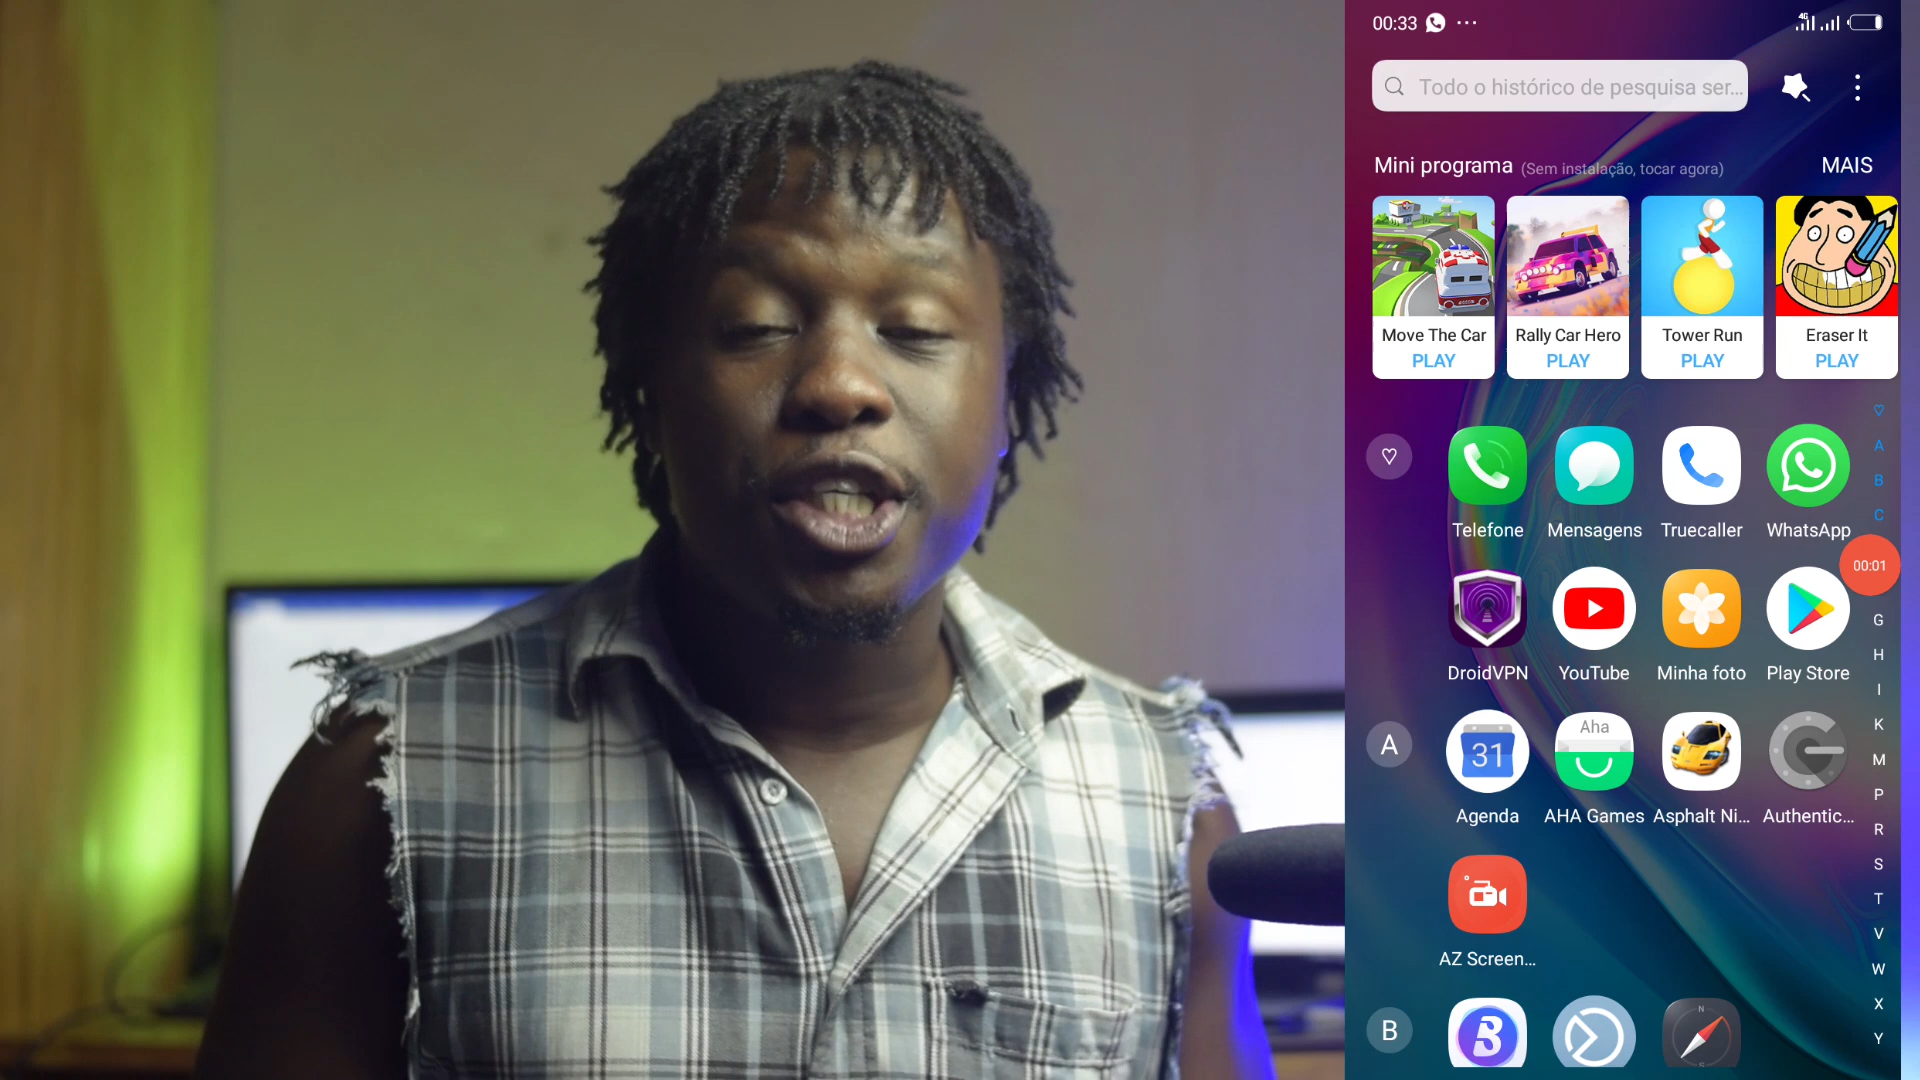 00:33
4G
Todo o histórico de pesquisa ser...
Mini programa (Sem instalação, tocar agora) MAIS
Move The Car Rally Car Hero Tower Run Eraser It
PLAY PLAY PLAY PLAY
Telefone Mensagens Truecaller WhatsApp
00:01
DroidVPN YouTube Minha foto Play Store
A
31
Aha
Agenda AHA Games Asphalt Ni... Authentic...
AZ Screen...
B
B
N
A
B
C
G
H
I
K
M
P
R
S
T
V
W
X
Y